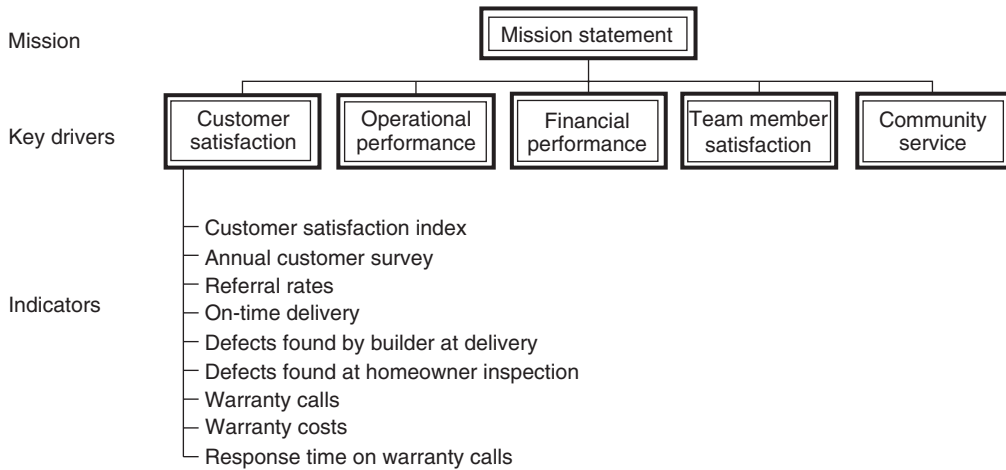 Mission
Mission statement
Key drivers
Customer
satisfaction
Operational
performance
Financial
performance
Team member
satisfaction
Community
service
Indicators
Customer satisfaction index
Annual customer survey
Referral rates
On-time delivery
Defects found by builder at delivery
Defects found at homeowner inspection
Warranty calls
Warranty costs
Response time on warranty calls